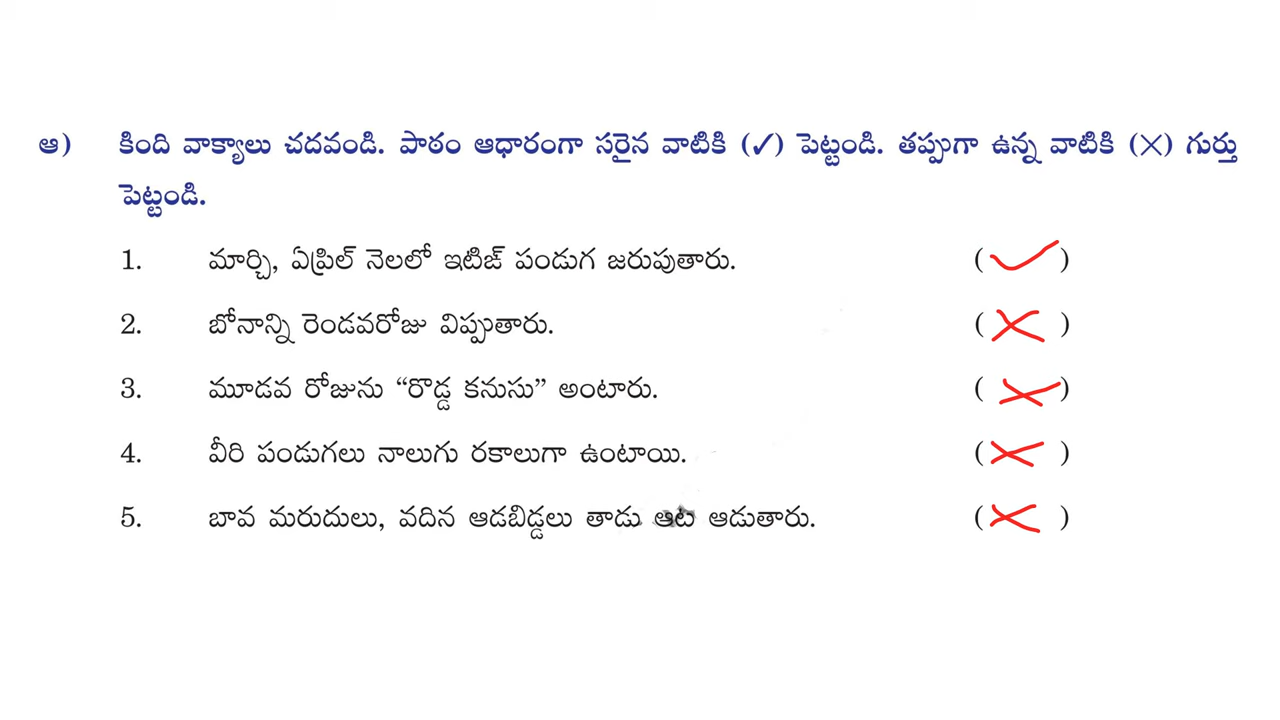 ఆ) కింది వాక్యాలు చదవండి. పాఠం ఆధారంగా సరైన వాటికి (✓) పెట్టండి. తప్పుగా ఉన్న వాటికి (×) గుర్తు
పెట్టండి.
1. మార్చి, ఏప్రిల్ నెలలో ఇటిజ్ పండుగ జరుపుతారు. (✓)
2. బోనాన్ని రెండవరోజు విప్పుతారు. (×)
3. మూడవ రోజును “రొడ్డ కనుసు” అంటారు. (×)
4. వీరి పండుగలు నాలుగు రకాలుగా ఉంటాయి. (×)
5. బావ మరుదులు, వదిన ఆడబిడ్డలు తాడు ఆట ఆడుతారు. (×)